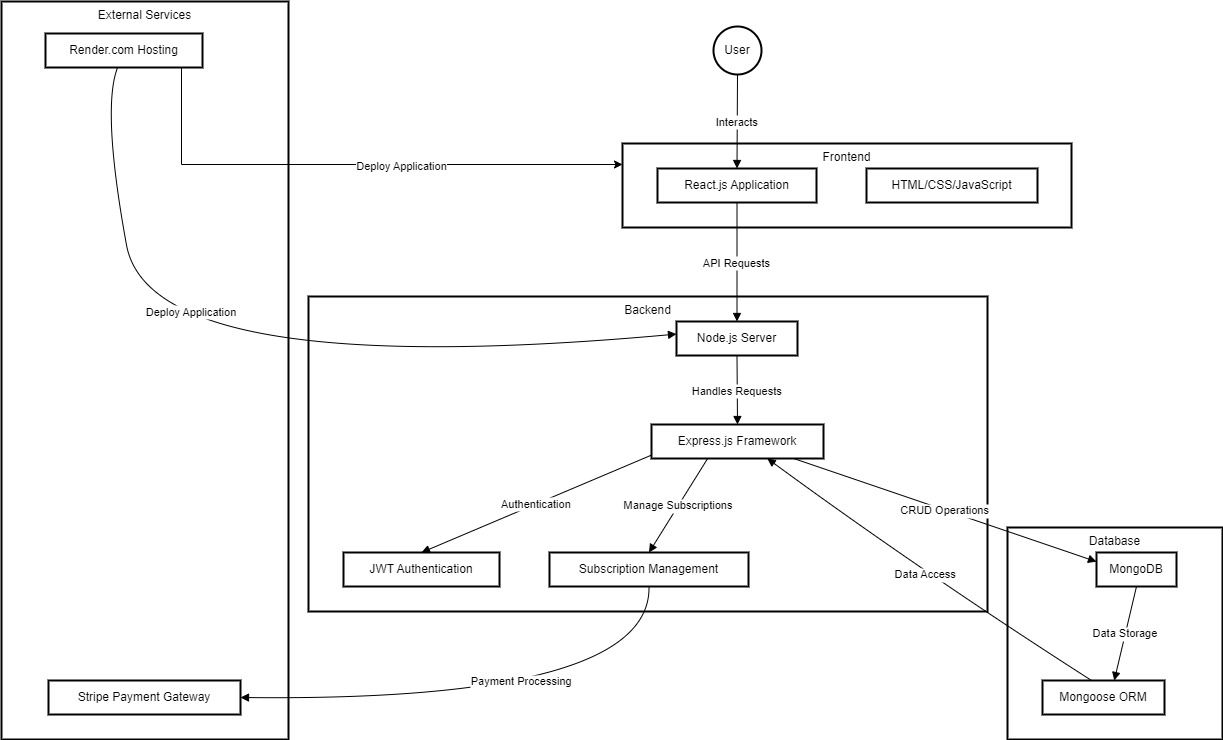 External Services
Render.com Hosting
User
Interacts
Deploy Application
Frontend
React.js Application
HTML/CSS/JavaScript
API Requests
Deploy Application
Backend
Node.js Server
Handles Requests
Express.js Framework
Authentication
Manage Subscriptions
CRUD Operations
Database
JWT Authentication
Subscription Management
Data Access
MongoDB
Data Storage
Payment Processing
Stripe Payment Gateway
Mongoose ORM